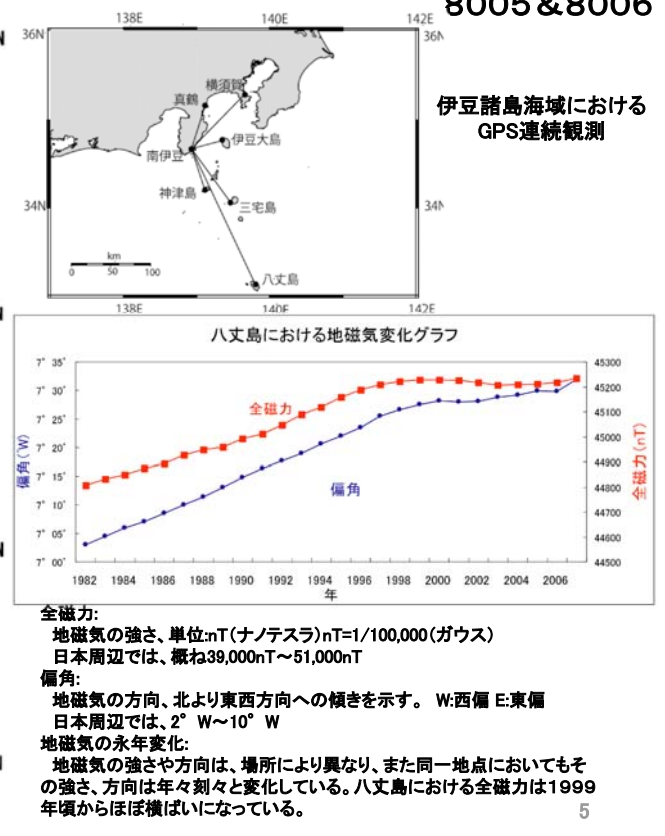 8005＆8006
138E 140E 142E
36N 36N
横須賀
真鶴
伊豆諸島海域における
GPS連続観測
伊豆大島
南伊豆
神津島
34N 三宅島 34N
km
0 50 100
八丈島
138E 140E 142E
八丈島における地磁気変化グラフ
7° 35′ 45300
7° 30′ 45200
全磁力
7° 25′ 45100
7° 20′ 45000
偏角(°W)
全磁力(nT)
7° 15′ 44900
偏角
7° 10′ 44800
44700
7° 05′ 44600
7° 00′ 44500
1982 1984 1986 1988 1990 1992 1994 1996 1998 2000 2002 2004 2006
年
全磁力:
地磁気の強さ、単位:nT(ナノテスラ)nT=1/100,000(ガウス)
日本周辺では、概ね39,000nT～51,000nT
偏角:
地磁気の方向、北より東西方向への傾きを示す。 W:西偏 E:東偏
日本周辺では、2°W～10°W
地磁気の永年変化:
地磁気の強さや方向は、場所により異なり、また同一地点においてもそ
の強さ、方向は年々刻々と変化している。八丈島における全磁力は1999
年頃からほぼ横ばいになっている。
5